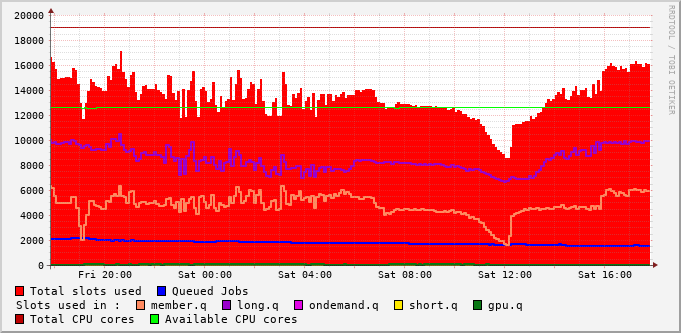 20000
18000
16000
14000
12000
10000
8000
6000
4000
2000
0
Fri 20:00 Sat 00:00 Sat 04:00 Sat 08:00 Sat 12:00 Sat 16:00
Total slots used Queued Jobs
Slots used in : member.q long.q ondemand.q short.q gpu.q
Total CPU cores Available CPU cores
RRDTOOL / TOBI OETIKER